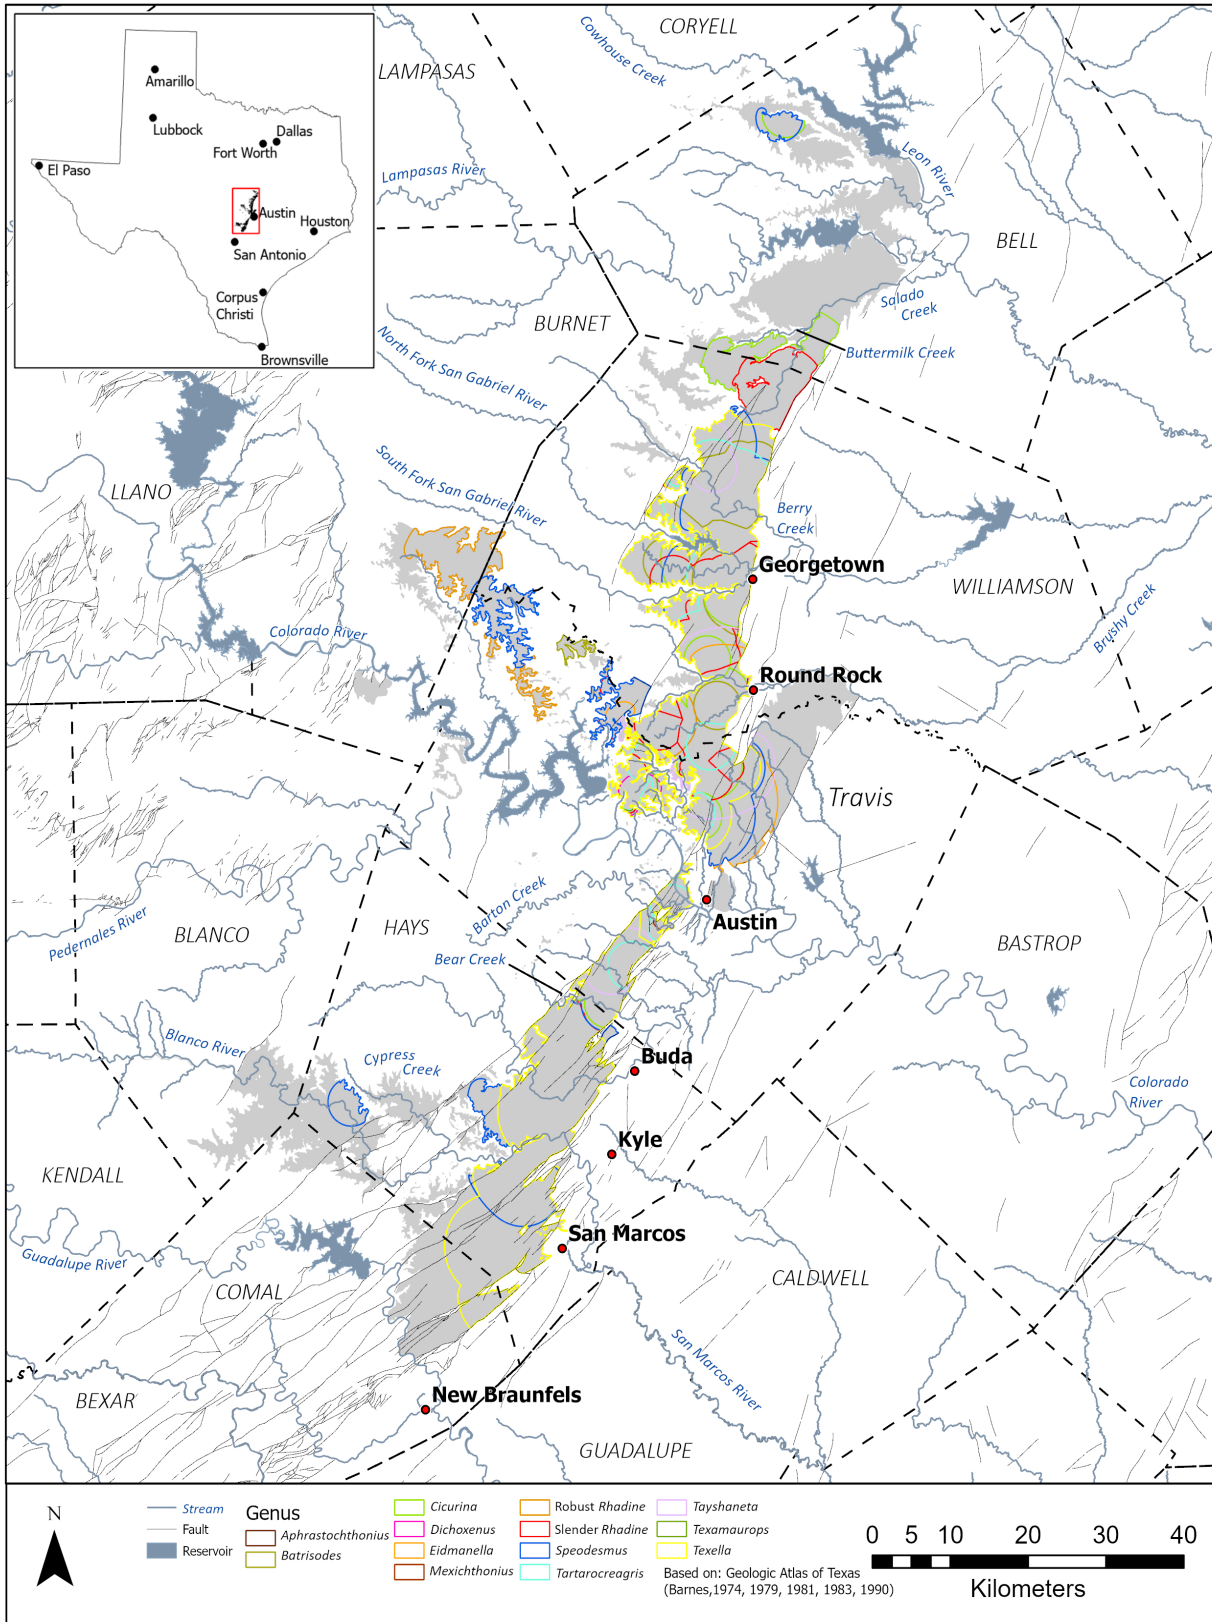 CORYELL
Cowhouse Creek
LAMPASAS
Amarillo
Lubbock
Dallas
Fort Worth
El Paso
Austin
Houston
San Antonio
Corpus
Christi
Brownsville
Lampasas River
Leon River
BELL
Salado
Creek
BURNET
Buttermilk Creek
North Fork San Gabriel River
South Fork San Gabriel River
LLANO
Berry
Creek
Georgetown
WILLIAMSON
Brushy Creek
Colorado River
Round Rock
Travis
Barton Creek
Austin
Pedernales River
BLANCO
HAYS
BASTROP
Bear Creek
Blanco River
Cypress
Creek
Buda
Colorado
River
Kyle
KENDALL
San Marcos
Guadalupe River
COMAL
CALDWELL
San Marcos River
BEXAR
New Braunfels
GUADALUPE
N
Stream
Fault
Reservoir
Genus
Aphrastochthonius
Batrisodes
Cicurina
Dichoxenus
Eidmanella
Mexichthonius
Robust Rhadine
Slender Rhadine
Speodesmus
Tartarocreagris
Tayshaneta
Texamaurops
Texella
Based on: Geologic Atlas of Texas
(Barnes,1974, 1979, 1981, 1983, 1990)
0 5 10 20 30 40
Kilometers